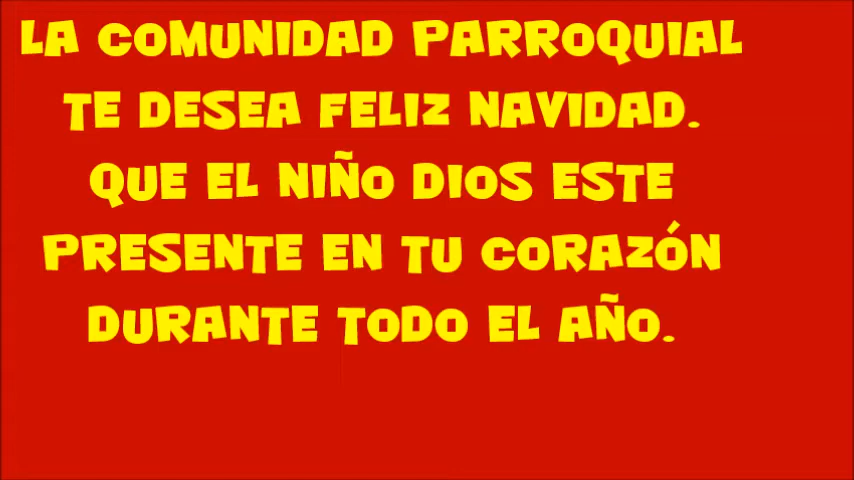 LA COMUNIDAD PARROQUIAL
TE DESEA FELIZ NAVIDAD.
QUE EL NIÑO DIOS ESTE
PRESENTE EN TU CORAZÓN
DURANTE TODO EL AÑO.